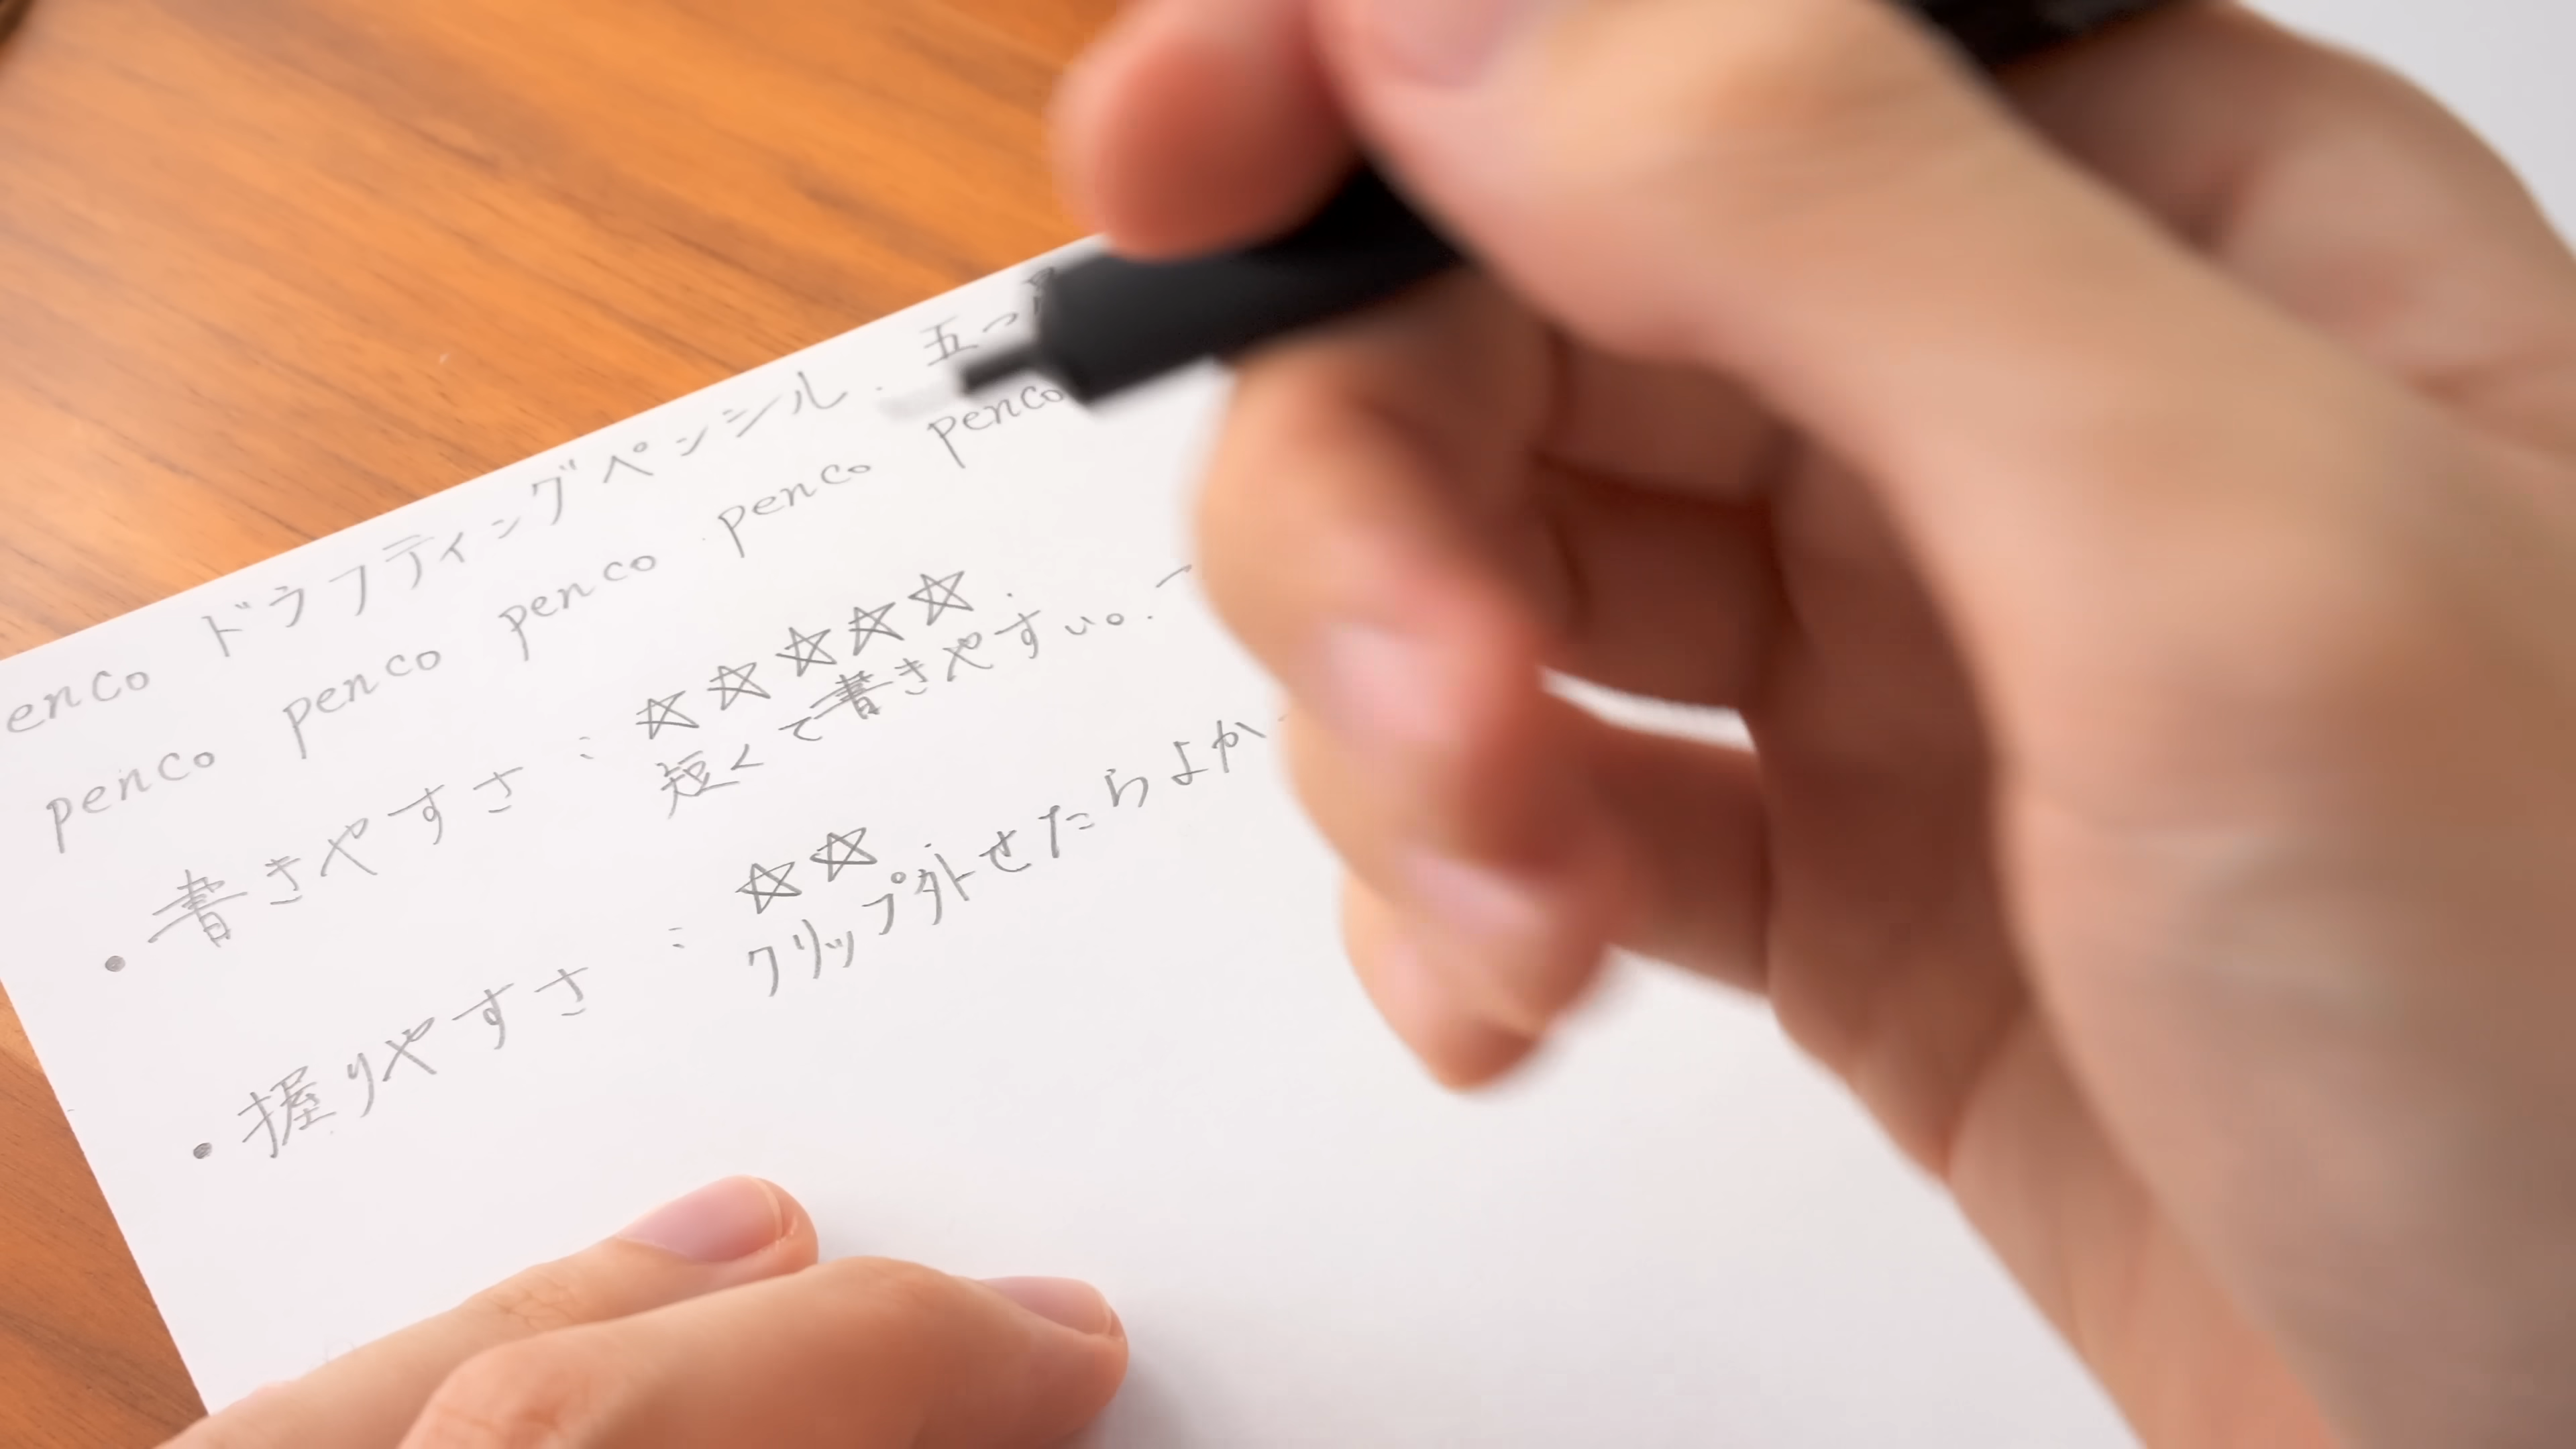 enco ドラフティングペンシル. 五つ
penco penco penco penco penco
・書きやすさ : ☆☆☆☆☆.
短くて書きやすい。
・握りやすさ : ☆☆.
クリップ外せたらよか